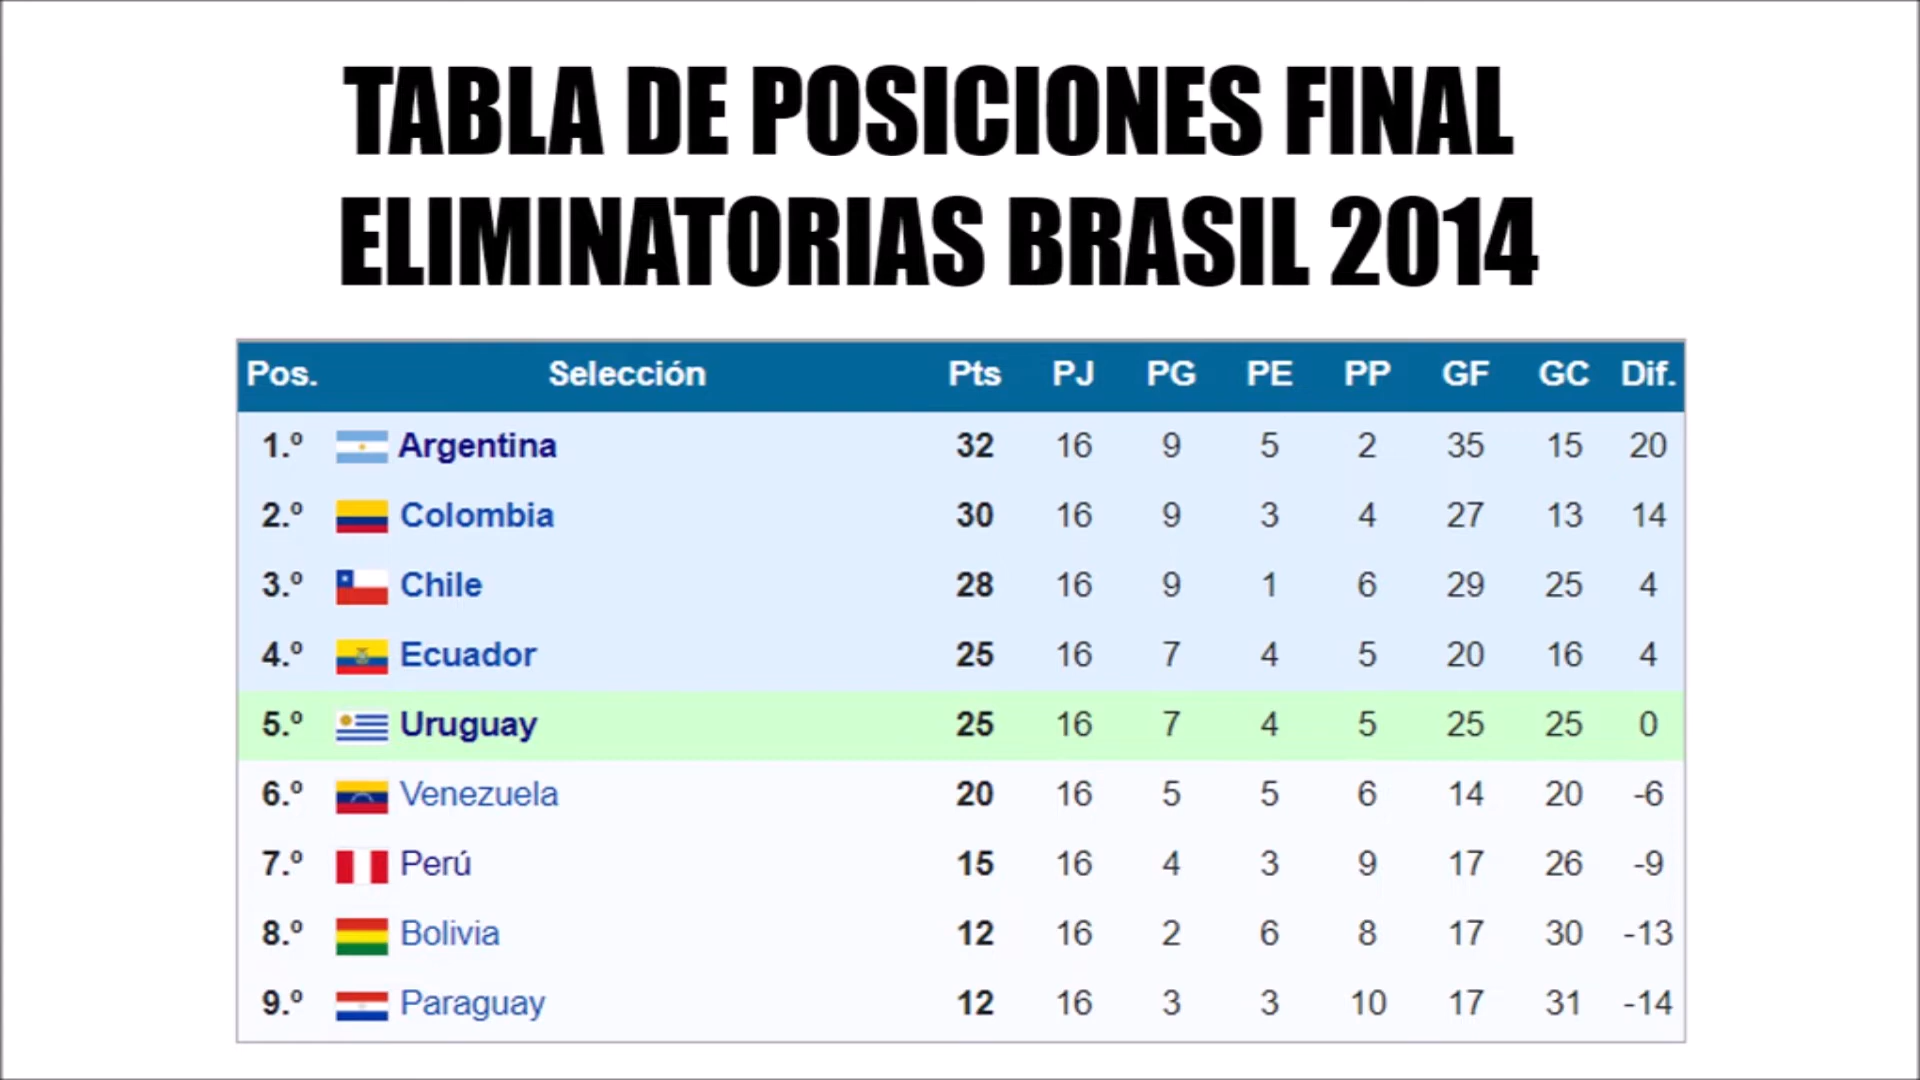 TABLA DE POSICIONES FINAL
ELIMINATORIAS BRASIL 2014
Pos. Selección Pts PJ PG PE PP GF GC Dif.
1.º Argentina 32 16 9 5 2 35 15 20
2.º Colombia 30 16 9 3 4 27 13 14
3.º Chile 28 16 9 1 6 29 25 4
4.º Ecuador 25 16 7 4 5 20 16 4
5.º Uruguay 25 16 7 4 5 25 25 0
6.º Venezuela 20 16 5 5 6 14 20 -6
7.º Perú 15 16 4 3 9 17 26 -9
8.º Bolivia 12 16 2 6 8 17 30 -13
9.º Paraguay 12 16 3 3 10 17 31 -14